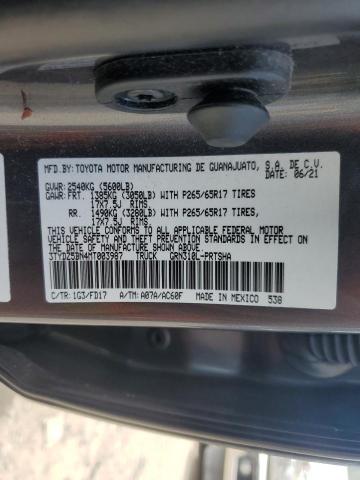 MFD.BY: TOYOTA MOTOR MANUFACTURING DE GUANAJUATO, S.A. DE C.V.
DATE: 06/21
GVWR: 2540KG (5600LB)
GAWR: FRT. 1385KG (3050LB) WITH P265/65R17 TIRES
17X7.5J RIMS
RR. 1490KG (3280LB) WITH P265/65R17 TIRES,
17X7.5J RIMS
THIS VEHICLE CONFORMS TO ALL APPLICABLE FEDERAL MOTOR
VEHICLE SAFETY AND THEFT PREVENTION STANDARDS IN EFFECT ON
THE DATE OF MANUFACTURE SHOWN ABOVE.
3TYDZ5BN4MT003987 TRUCK GRN310L-PRTSHA
C/TR: 1G3/FD17 A/TM: A07A/AC60F MADE IN MEXICO 538